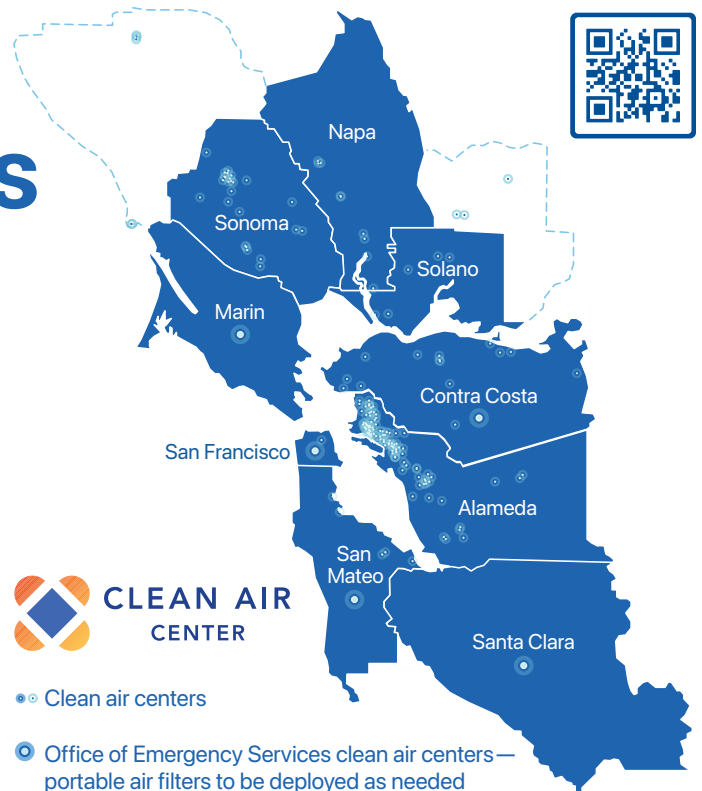 s
Napa
Sonoma
Solano
Marin
Contra Costa
San Francisco
Alameda
San
Mateo
Santa Clara
CLEAN AIR
CENTER
Clean air centers
Office of Emergency Services clean air centers—
portable air filters to be deployed as needed